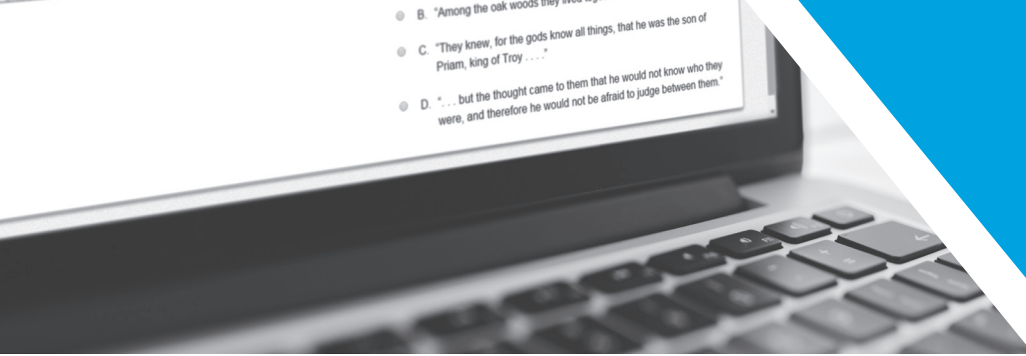 B. "Among the oak woods they lived
C. "They knew, for the gods know all things, that he was the son of
Priam, king of Troy . . . ."
D. ". . . but the thought came to them that he would not know who they
were, and therefore he would not be afraid to judge between them."